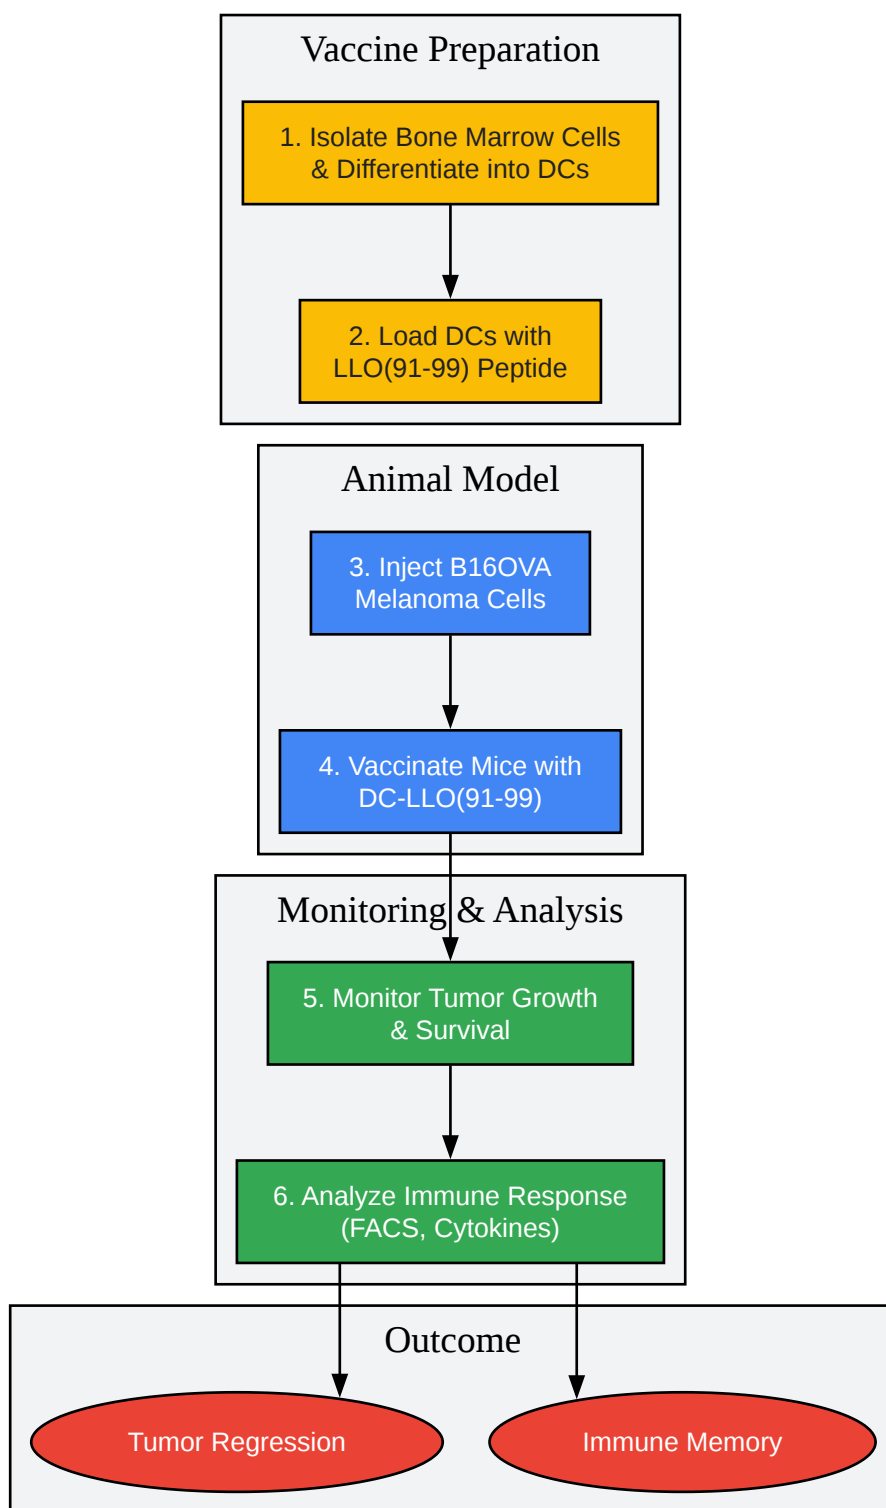 Vaccine Preparation
1. Isolate Bone Marrow Cells
& Differentiate into DCs
2. Load DCs with
LLO(91-99) Peptide
Animal Model
3. Inject B16OVA
Melanoma Cells
4. Vaccinate Mice with
DC-LLO(91-99)
Monitoring & Analysis
5. Monitor Tumor Growth
& Survival
6. Analyze Immune Response
(FACS, Cytokines)
Outcome
Tumor Regression
Immune Memory